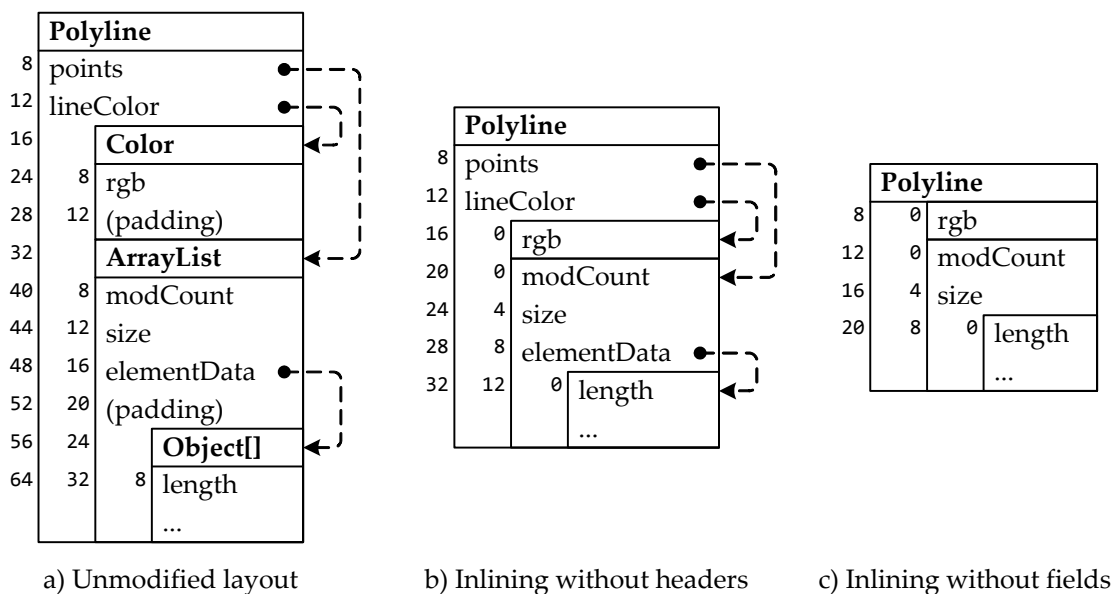 Polyline
8 points
12 lineColor
16 Color
24 8 rgb
28 12 (padding)
32 ArrayList
40 8 modCount
44 12 size
48 16 elementData
52 20 (padding)
56 24 Object[]
64 32 8 length
...
a) Unmodified layout
Polyline
8 points
12 lineColor
16 0 rgb
20 0 modCount
24 4 size
28 8 elementData
32 12 0 length
...
b) Inlining without headers
Polyline
8 0 rgb
12 0 modCount
16 4 size
20 8 0 length
...
c) Inlining without fields